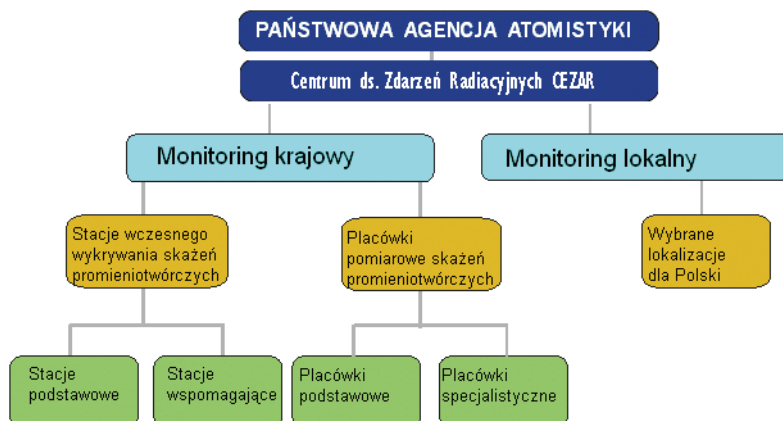 PAŃSTWOWA AGENCJA ATOMISTYKI
Centrum ds. Zdarzeń Radiacyjnych CEZAR
Monitoring krajowy
Monitoring lokalny
Stacje wczesnego
wykrywania skażeń
promieniotwórczych
Placówki
pomiarowe skażeń
promieniotwórczych
Wybrane
lokalizacje
dla Polski
Stacje
podstawowe
Stacje
wspomagające
Placówki
podstawowe
Placówki
specjalistyczne